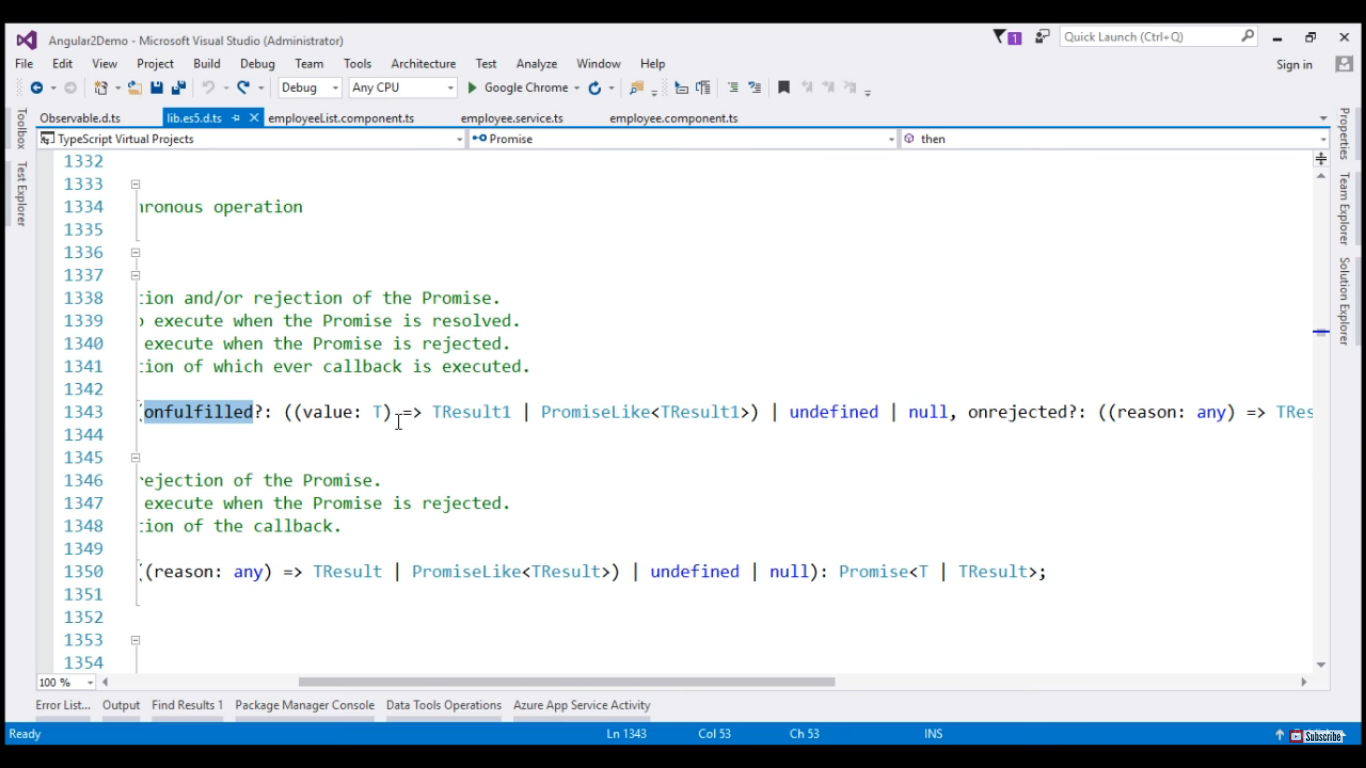 Angular2Demo - Microsoft Visual Studio (Administrator)
1
Quick Launch (Ctrl+Q)
File Edit View Project Build Debug Team Tools Architecture Test Analyze Window Help
Sign in
Debug Any CPU Google Chrome
Observable.d.ts lib.es5.d.ts employeeList.component.ts employee.service.ts employee.component.ts
TypeScript Virtual Projects Promise then
Toolbox
Test Explorer
Properties
Team Explorer
Solution Explorer
1332
1333
1334 ronous operation
1335
1336
1337
1338 tion and/or rejection of the Promise.
1339 execute when the Promise is resolved.
1340 execute when the Promise is rejected.
1341 tion of which ever callback is executed.
1342
1343 (onfulfilled?: ((value: T) => TResult1 | PromiseLike<TResult1>) | undefined | null, onrejected?: ((reason: any) => TRes
1344
1345
1346 rejection of the Promise.
1347 execute when the Promise is rejected.
1348 tion of the callback.
1349
1350 ((reason: any) => TResult | PromiseLike<TResult>) | undefined | null): Promise<T | TResult>;
1351
1352
1353
1354
100 %
Error List... Output Find Results 1 Package Manager Console Data Tools Operations Azure App Service Activity
Ready Ln 1343 Col 53 Ch 53 INS
Subscribe